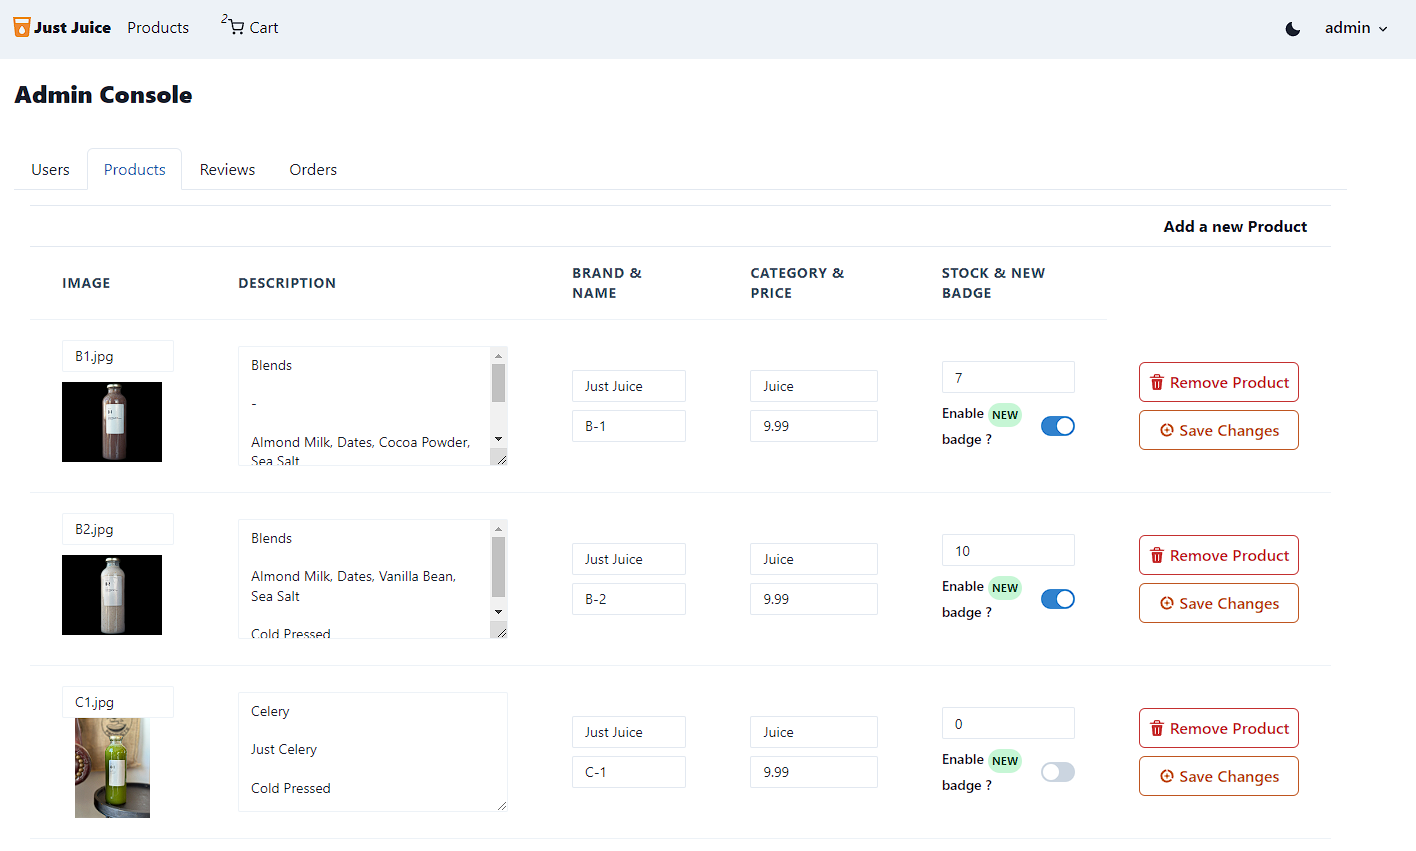 Just Juice Products 2 Cart admin
Admin Console
Users Products Reviews Orders
Add a new Product
IMAGE DESCRIPTION BRAND & NAME CATEGORY & PRICE STOCK & NEW BADGE
B1.jpg
Blends
-
Almond Milk, Dates, Cocoa Powder,
Sea Salt
Just Juice
B-1
Juice
9.99
7
Enable NEW
badge ?
Remove Product
Save Changes
B2.jpg
Blends
Almond Milk, Dates, Vanilla Bean,
Sea Salt
Cold Pressed
Just Juice
B-2
Juice
9.99
10
Enable NEW
badge ?
Remove Product
Save Changes
C1.jpg
Celery
Just Celery
Cold Pressed
Just Juice
C-1
Juice
9.99
0
Enable NEW
badge ?
Remove Product
Save Changes